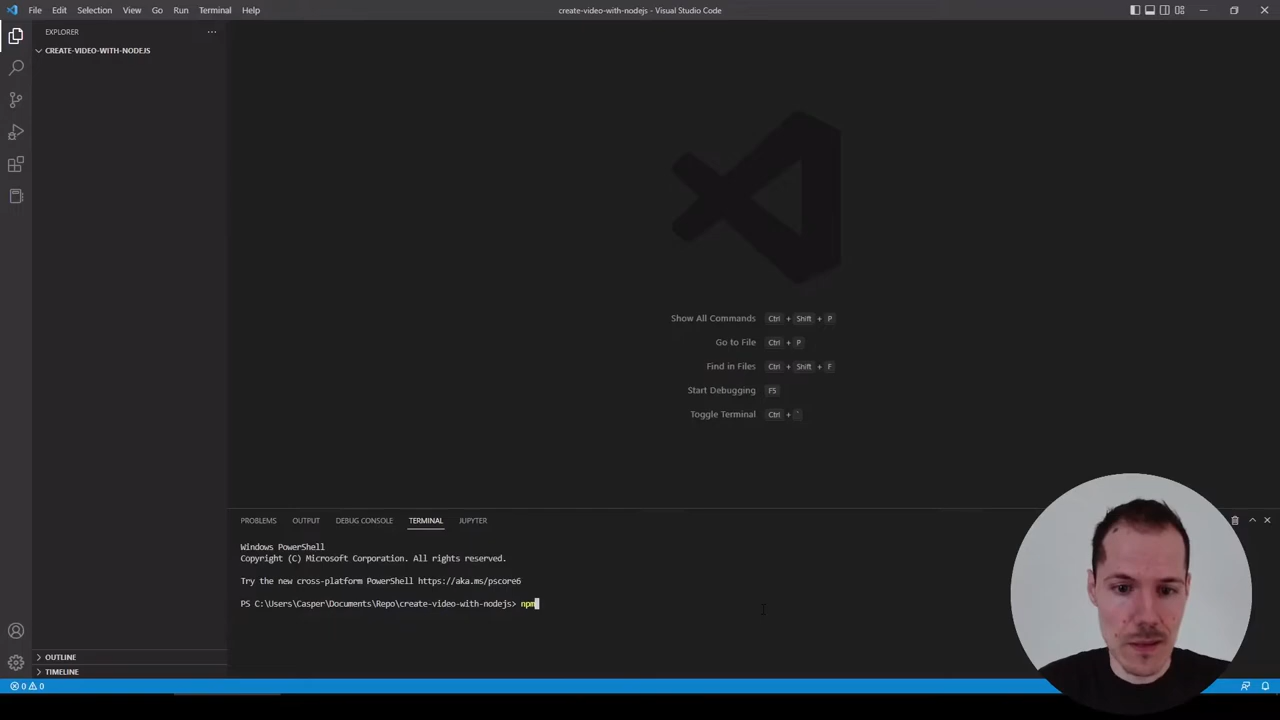 File Edit Selection View Go Run Terminal Help
create-video-with-nodejs - Visual Studio Code
EXPLORER
CREATE-VIDEO-WITH-NODEJS
Show All Commands Ctrl + Shift + P
Go to File Ctrl + P
Find in Files Ctrl + Shift + F
Start Debugging F5
Toggle Terminal Ctrl + `
PROBLEMS OUTPUT DEBUG CONSOLE TERMINAL JUPYTER
Windows PowerShell
Copyright (C) Microsoft Corporation. All rights reserved.
Try the new cross-platform PowerShell https://aka.ms/pscore6
PS C:\Users\Casper\Documents\Repo\create-video-with-nodejs> npm
OUTLINE
TIMELINE
0 0